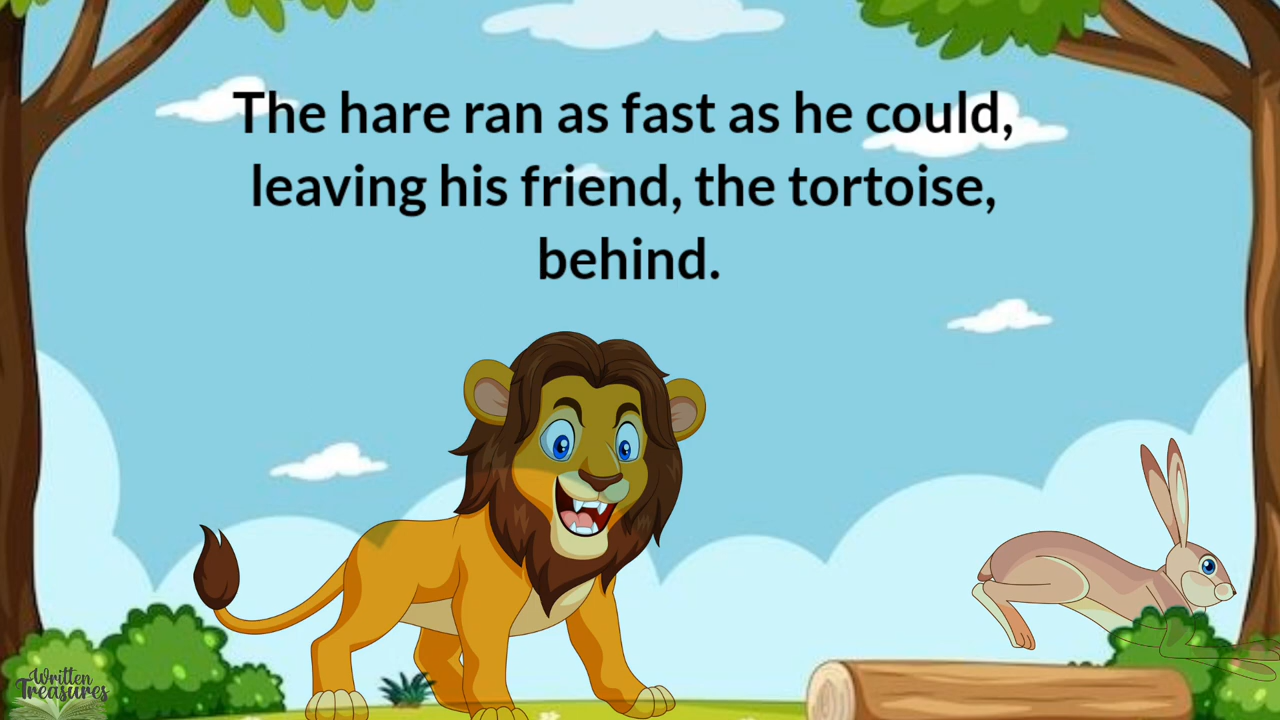 The hare ran as fast as he could,
leaving his friend, the tortoise,
behind.
Written
Treasures